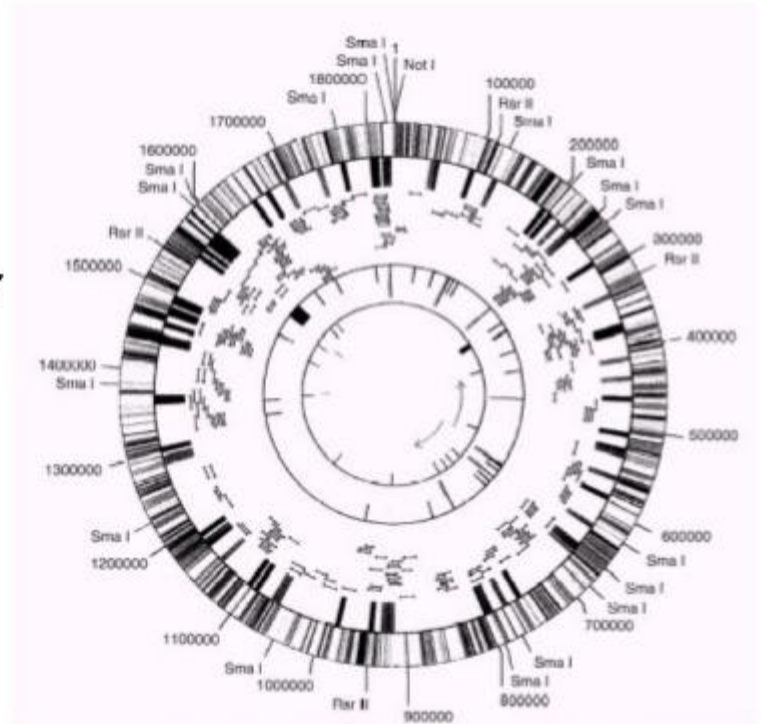 Sma I
1
Sma I
Not I
1800000
Sma I
1700000
1600000
Sma I
Sma I
Rsr II
1500000
1400000
Sma I
1300000
Sma I
1200000
1100000
Sma I
1000000
Rsr II
900000
800000
Sma I
Sma I
700000
Sma I
Sma I
Sma I
600000
500000
400000
Rsr II
300000
Sma I
Sma I
Sma I
200000
Sma I
Rsr II
100000